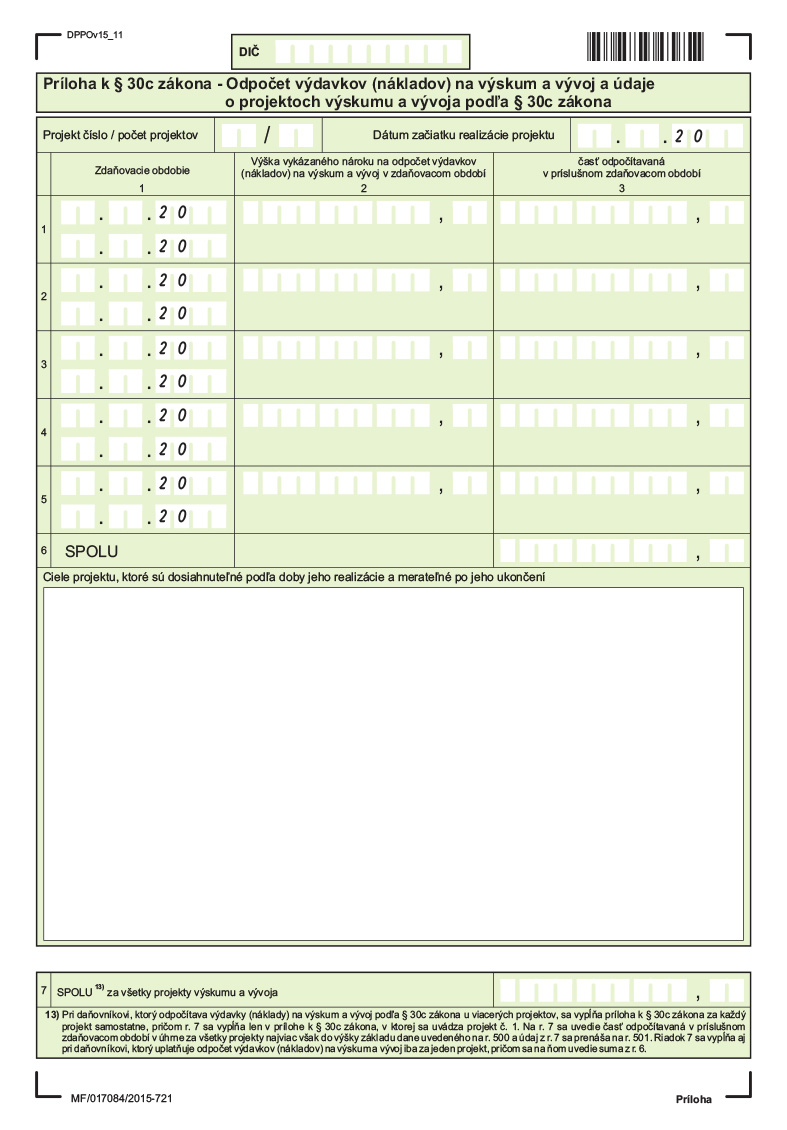 DPPOv15_11
DIČ
Príloha k § 30c zákona - Odpočet výdavkov (nákladov) na výskum a vývoj a údaje
o projektoch výskumu a vývoja podľa § 30c zákona
Projekt číslo / počet projektov / Dátum začiatku realizácie projektu . . 2 0
Zdaňovacie obdobie
1
Výška vykázaného nároku na odpočet výdavkov
(nákladov) na výskum a vývoj v zdaňovacom období
2
časť odpočítavaná
v príslušnom zdaňovacom období
3
1
. . 2 0 , ,
. . 2 0
2
. . 2 0 , ,
. . 2 0
3
. . 2 0 , ,
. . 2 0
4
. . 2 0 , ,
. . 2 0
5
. . 2 0 , ,
. . 2 0
6 SPOLU ,
Ciele projektu, ktoré sú dosiahnuteľné podľa doby jeho realizácie a merateľné po jeho ukončení
7 SPOLU 13) za všetky projekty výskumu a vývoja ,
13) Pri daňovníkovi, ktorý odpočítava výdavky (náklady) na výskum a vývoj podľa § 30c zákona u viacerých projektov, sa vypĺňa príloha k § 30c zákona za každý
projekt samostatne, pričom r. 7 sa vypĺňa len v prílohe k § 30c zákona, v ktorej sa uvádza projekt č. 1. Na r. 7 sa uvedie časť odpočítavaná v príslušnom
zdaňovacom období v úhrne za všetky projekty najviac však do výšky základu dane uvedeného na r. 500 a údaj z r. 7 sa prenáša na r. 501. Riadok 7 sa vypĺňa aj
pri daňovníkovi, ktorý uplatňuje odpočet výdavkov (nákladov) na výskum a vývoj iba za jeden projekt, pričom sa na ňom uvedie suma z r. 6.
MF/017084/2015-721
Príloha